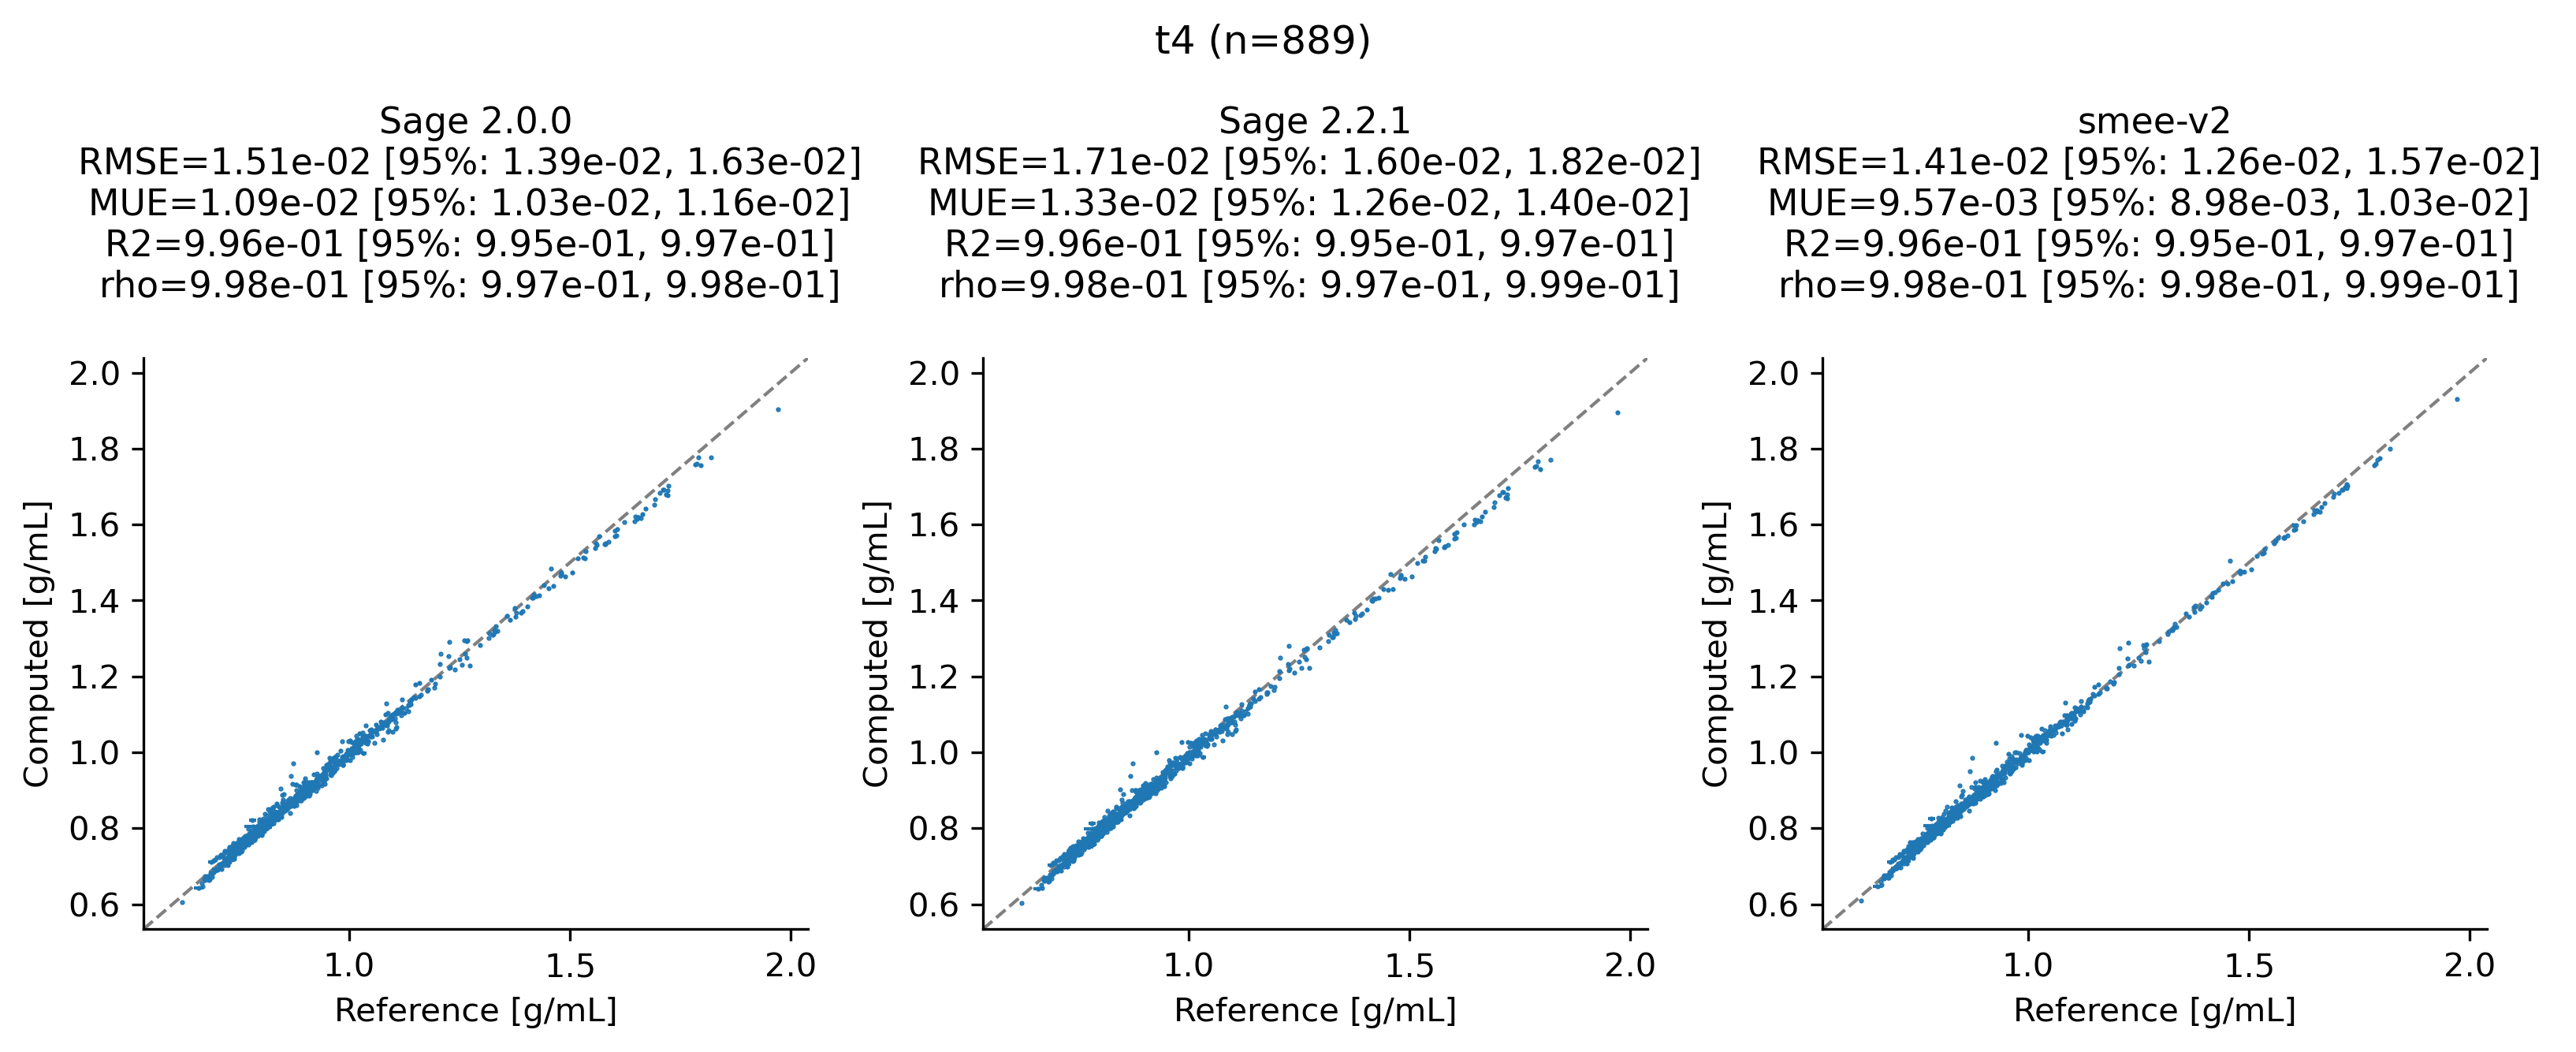 t4 (n=889)
Sage 2.0.0
RMSE=1.51e-02 [95%: 1.39e-02, 1.63e-02]
MUE=1.09e-02 [95%: 1.03e-02, 1.16e-02]
R2=9.96e-01 [95%: 9.95e-01, 9.97e-01]
rho=9.98e-01 [95%: 9.97e-01, 9.98e-01]
2.0
1.8
1.6
1.4
1.2
1.0
0.8
0.6
Computed [g/mL]
1.0 1.5 2.0
Reference [g/mL]
Sage 2.2.1
RMSE=1.71e-02 [95%: 1.60e-02, 1.82e-02]
MUE=1.33e-02 [95%: 1.26e-02, 1.40e-02]
R2=9.96e-01 [95%: 9.95e-01, 9.97e-01]
rho=9.98e-01 [95%: 9.97e-01, 9.99e-01]
2.0
1.8
1.6
1.4
1.2
1.0
0.8
0.6
Computed [g/mL]
1.0 1.5 2.0
Reference [g/mL]
smee-v2
RMSE=1.41e-02 [95%: 1.26e-02, 1.57e-02]
MUE=9.57e-03 [95%: 8.98e-03, 1.03e-02]
R2=9.96e-01 [95%: 9.95e-01, 9.97e-01]
rho=9.98e-01 [95%: 9.98e-01, 9.99e-01]
2.0
1.8
1.6
1.4
1.2
1.0
0.8
0.6
Computed [g/mL]
1.0 1.5 2.0
Reference [g/mL]